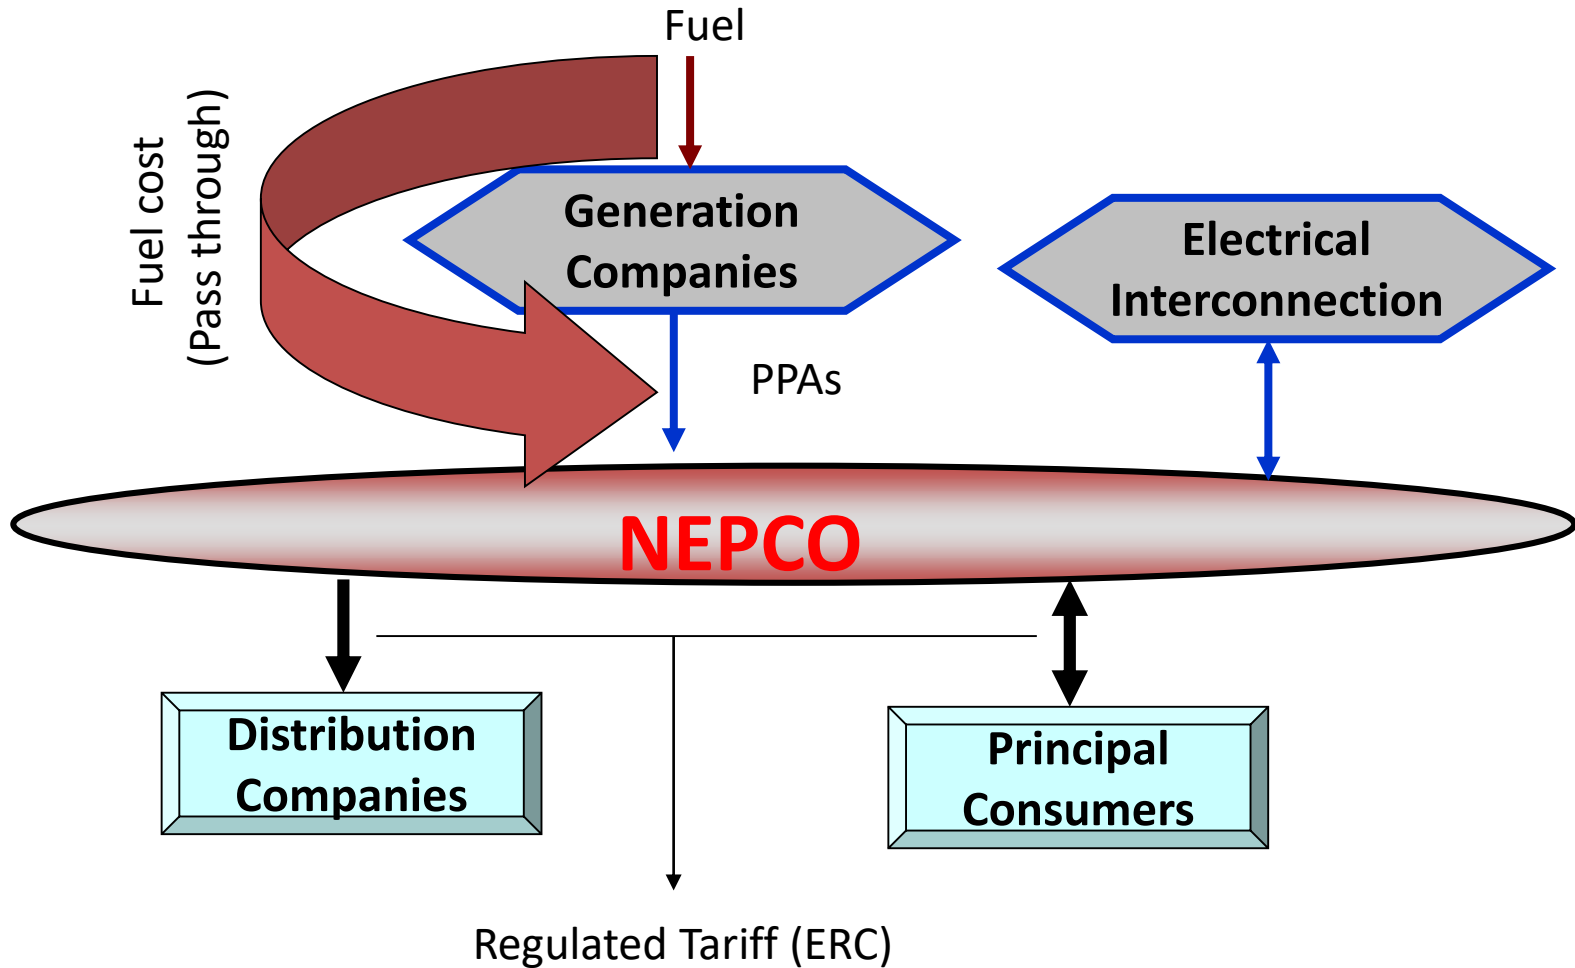 Fuel
Fuel cost
(Pass through)
Generation
Companies
Electrical
Interconnection
PPAs
NEPCO
Distribution
Companies
Principal
Consumers
Regulated Tariff (ERC)